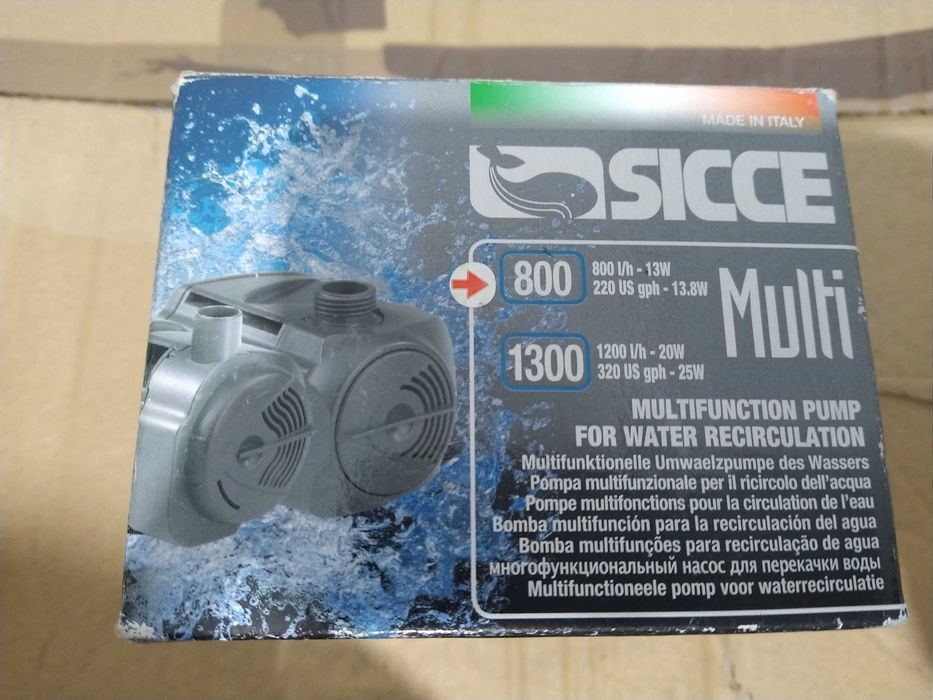 MADE IN ITALY
SICCE
800
800 l/h - 13W
220 US gph - 13.8W
Multi
1300
1200 l/h - 20W
320 US gph - 25W
MULTIFUNCTION PUMP
FOR WATER RECIRCULATION
Multifunktionelle Umwaelzpumpe des Wassers
Pompa multifunzionale per il ricircolo dell'acqua
Pompe multifonctions pour la circulation de l'eau
Bomba multifunción para la recirculación del agua
Bomba multifunções para recirculação de agua
многофункциональный насос для перекачки воды
Multifunctioneele pomp voor waterrecirculatie